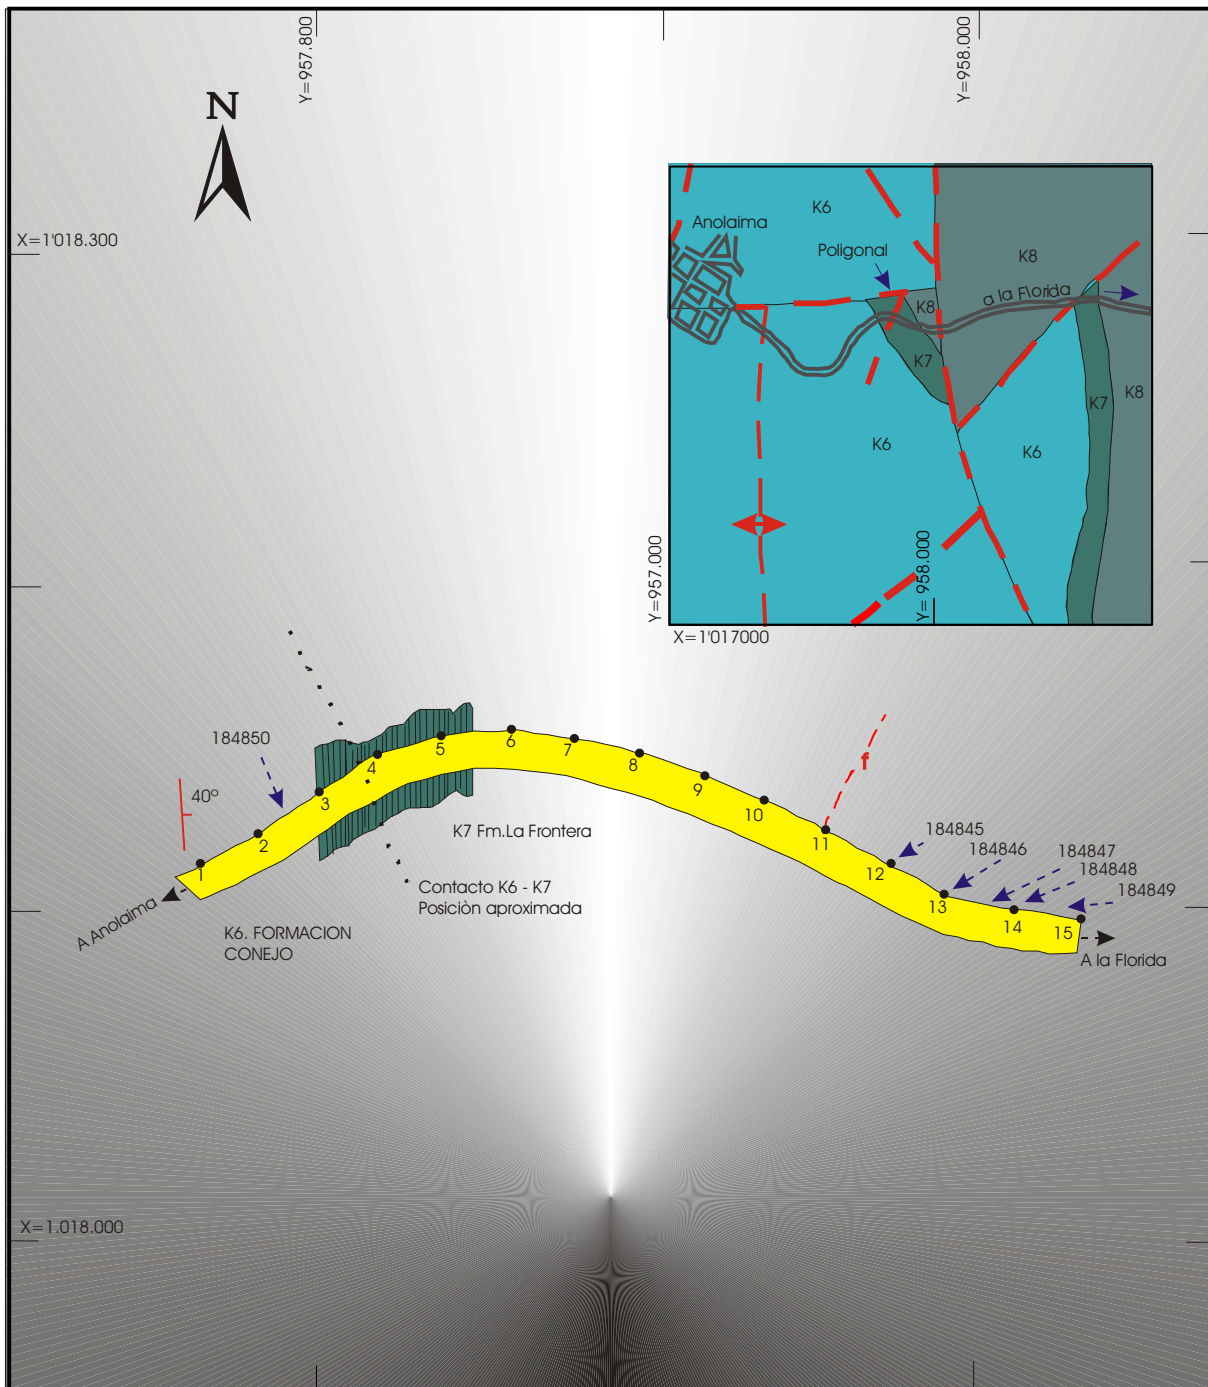 Y=957.800
Y=958.000
N
X=1'018.300
Anolaima
K6
Poligonal
K8
K8
a la Florida
K7
K7
K8
K6
K6
Y=957.000
Y= 958.000
X=1'017000
184850
40º
1
2
3
4
5
6
7
8
9
10
11
12
13
14
15
f
184845
184846
184847
184848
184849
K7 Fm.La Frontera
Contacto K6 - K7
Posiciòn aproximada
A Anolaima
K6. FORMACION
CONEJO
A la Florida
X=1.018.000